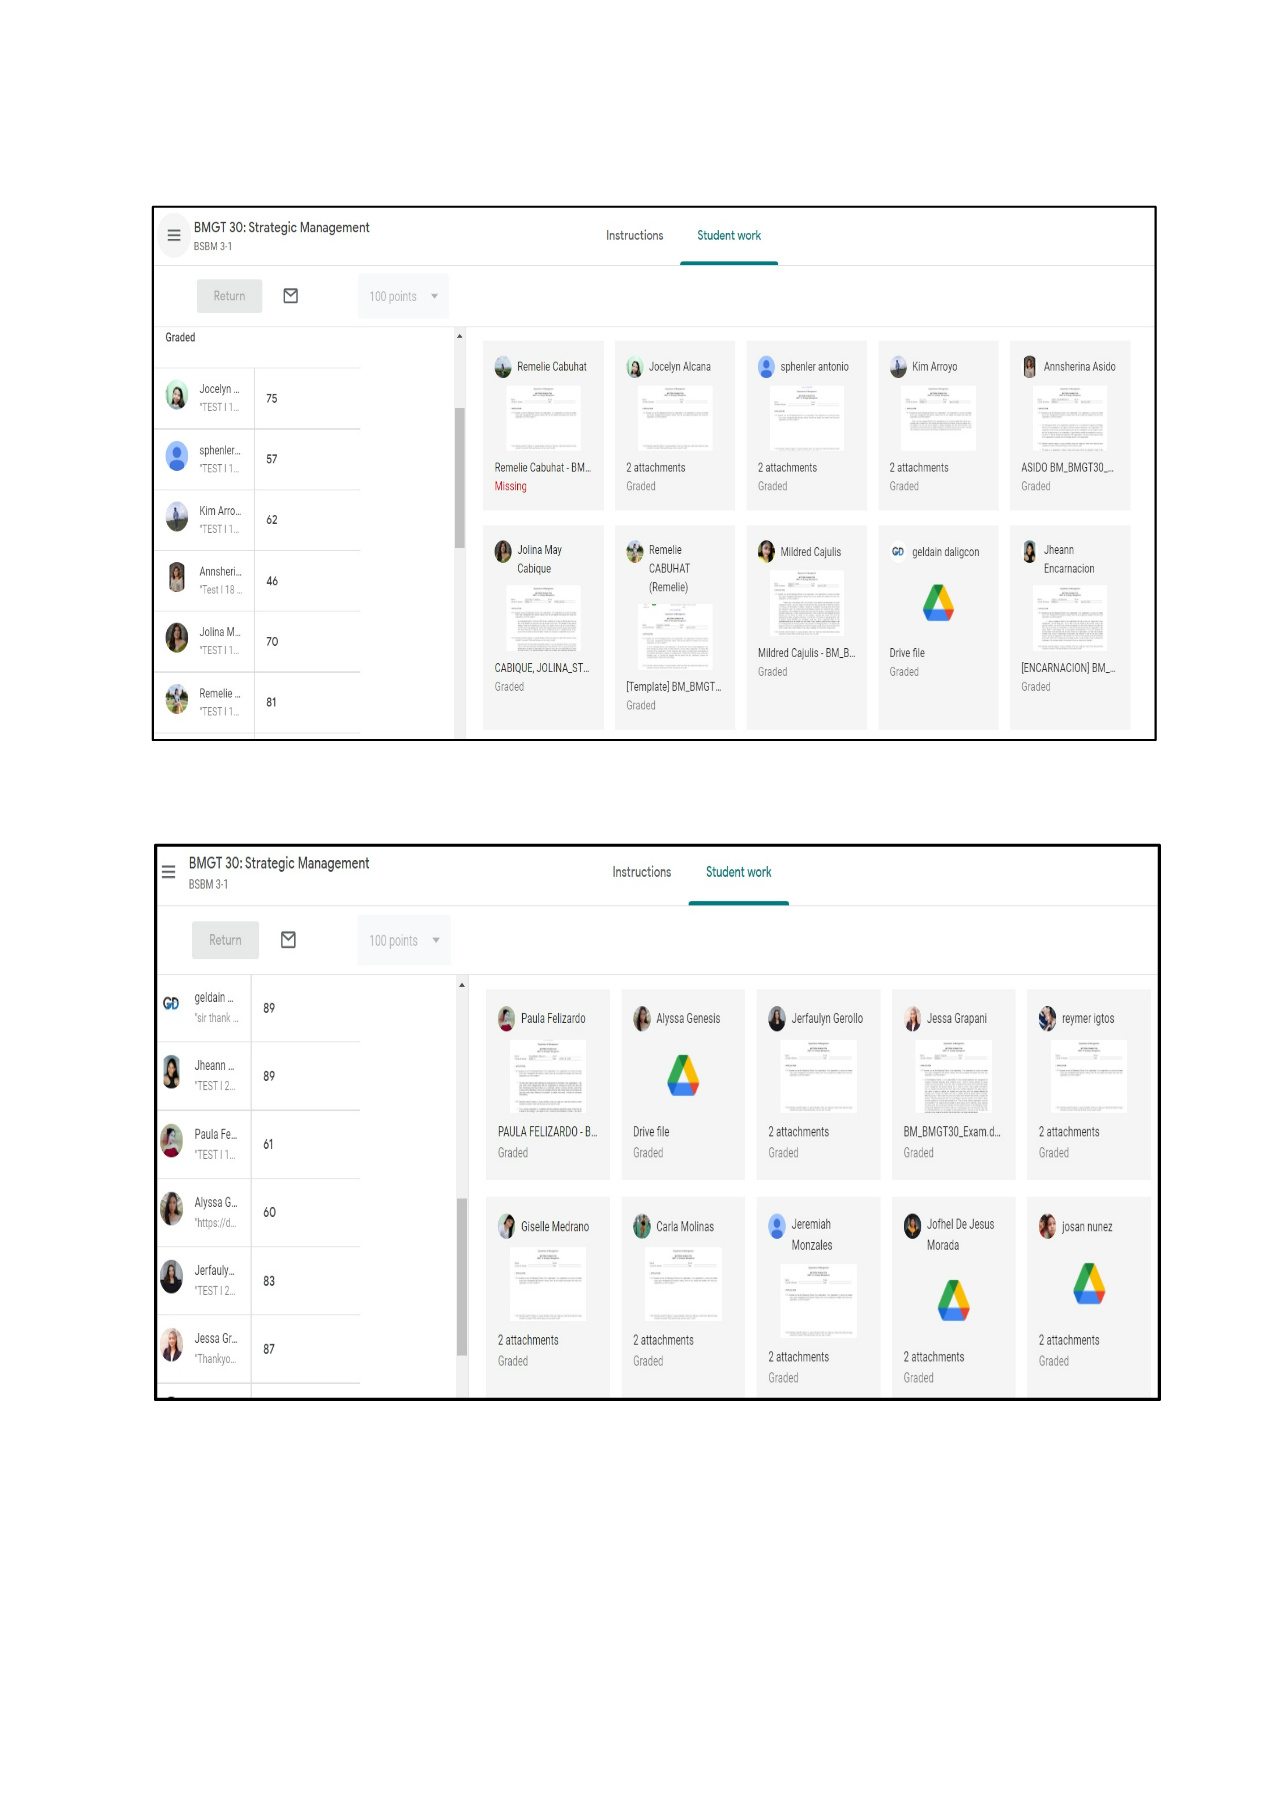 BMGT 30: Strategic Management
BSBM 3-1
Instructions
Student work
Return
100 points
Graded
Jocelyn ...
"TEST I 1...
75
sphenler...
"TEST I 1...
57
Kim Arro...
"TEST I 1...
62
Annsheri...
"Test I 18 ...
46
Jolina M...
"TEST I 1...
70
Remelie ...
"TEST I 1...
81
Remelie Cabuhat
Remelie Cabuhat - BM...
Missing
Jocelyn Alcana
2 attachments
Graded
sphenler antonio
2 attachments
Graded
Kim Arroyo
2 attachments
Graded
Annsherina Asido
ASIDO BM_BMGT30_...
Graded
Jolina May
Cabique
CABIQUE, JOLINA_ST...
Graded
Remelie
CABUHAT
(Remelie)
[Template] BM_BMGT...
Graded
Mildred Cajulis
Mildred Cajulis - BM_B...
Graded
GD
geldain daligcon
Drive file
Graded
Jheann
Encarnacion
[ENCARNACION] BM_...
Graded
BMGT 30: Strategic Management
BSBM 3-1
Instructions
Student work
Return
100 points
GD
geldain ...
"sir thank ...
89
Jheann ...
"TEST I 2...
89
Paula Fe...
"TEST I 1...
61
Alyssa G...
"https://d...
60
Jerfauly...
"TEST I 2...
83
Jessa Gr...
"Thankyo...
87
Paula Felizardo
PAULA FELIZARDO - B...
Graded
Alyssa Genesis
Drive file
Graded
Jerfaulyn Gerollo
2 attachments
Graded
Jessa Grapani
BM_BMGT30_Exam.d...
Graded
reymer igtos
2 attachments
Graded
Giselle Medrano
2 attachments
Graded
Carla Molinas
2 attachments
Graded
Jeremiah
Monzales
2 attachments
Graded
Jofhel De Jesus
Morada
2 attachments
Graded
josan nunez
2 attachments
Graded